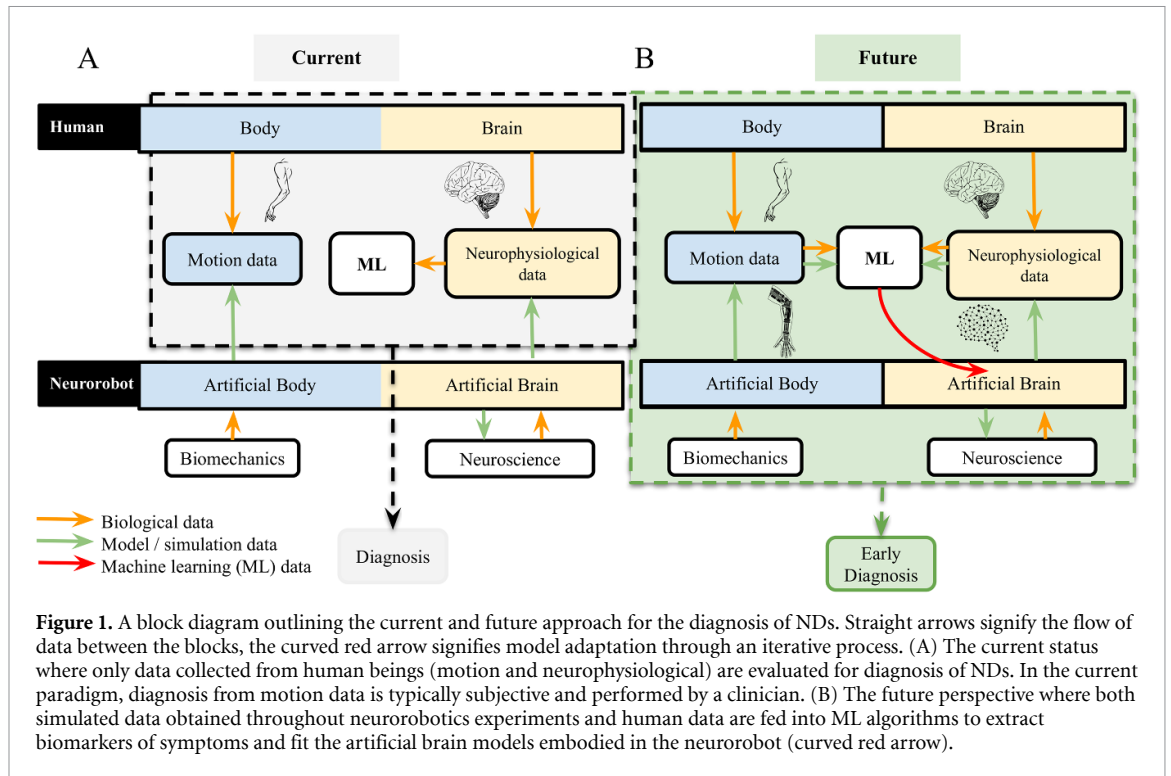 A
Current
Human
Body
Brain
Motion data
ML
Neurophysiological
data
Neurorobot
Artificial Body
Artificial Brain
Biomechanics
Neuroscience
Biological data
Model / simulation data
Machine learning (ML) data
Diagnosis
B
Future
Body
Brain
Motion data
ML
Neurophysiological
data
Artificial Body
Artificial Brain
Biomechanics
Neuroscience
Early
Diagnosis
Figure 1. A block diagram outlining the current and future approach for the diagnosis of NDs. Straight arrows signify the flow of
data between the blocks, the curved red arrow signifies model adaptation through an iterative process. (A) The current status
where only data collected from human beings (motion and neurophysiological) are evaluated for diagnosis of NDs. In the current
paradigm, diagnosis from motion data is typically subjective and performed by a clinician. (B) The future perspective where both
simulated data obtained throughout neurorobotics experiments and human data are fed into ML algorithms to extract
biomarkers of symptoms and fit the artificial brain models embodied in the neurorobot (curved red arrow).